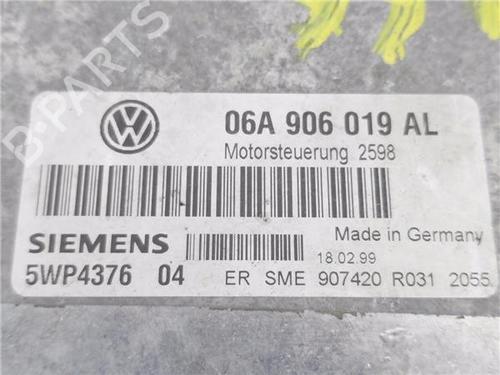 B-PARTS
06A 906 019 AL
Motorsteuerung 2598
SIEMENS
Made in Germany
18.02.99
5WP4376 04 ER SME 907420 R031 2055